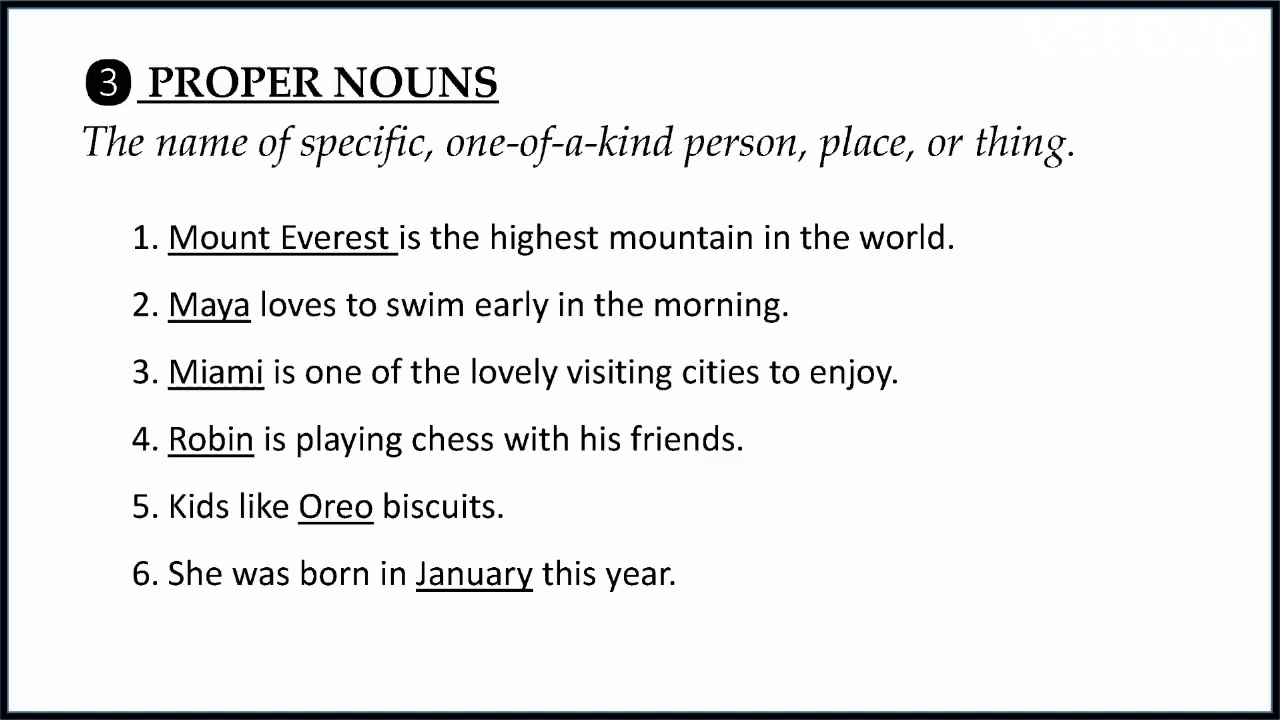 3 PROPER NOUNS
The name of specific, one-of-a-kind person, place, or thing.
1. Mount Everest is the highest mountain in the world.
2. Maya loves to swim early in the morning.
3. Miami is one of the lovely visiting cities to enjoy.
4. Robin is playing chess with his friends.
5. Kids like Oreo biscuits.
6. She was born in January this year.